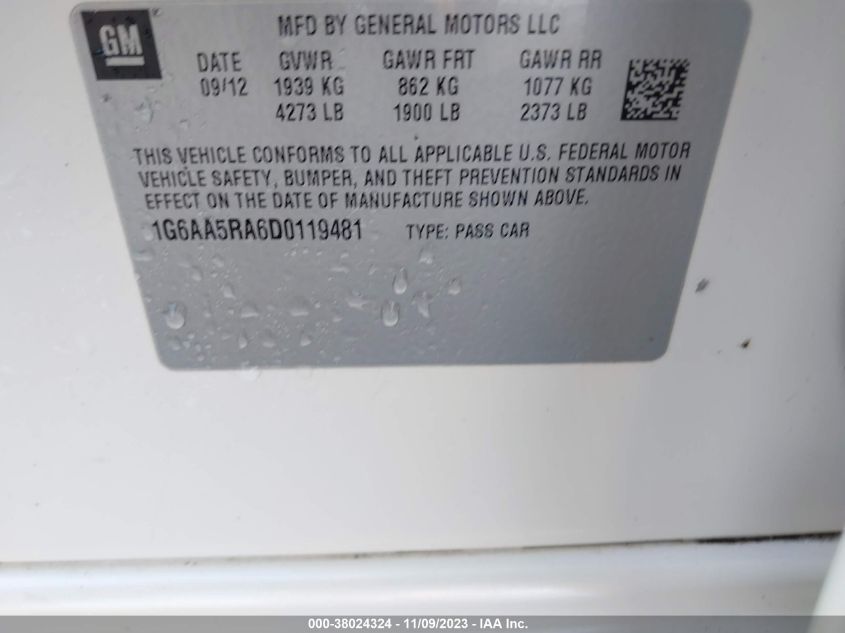 GM
MFD BY GENERAL MOTORS LLC
DATE GVWR GAWR FRT GAWR RR
09/12 1939 KG 862 KG 1077 KG
4273 LB 1900 LB 2373 LB
THIS VEHICLE CONFORMS TO ALL APPLICABLE U.S. FEDERAL MOTOR
VEHICLE SAFETY, BUMPER, AND THEFT PREVENTION STANDARDS IN
EFFECT ON THE DATE OF MANUFACTURE SHOWN ABOVE.
1G6AA5RA6D0119481 TYPE: PASS CAR
000-38024324 - 11/09/2023 - IAA Inc.